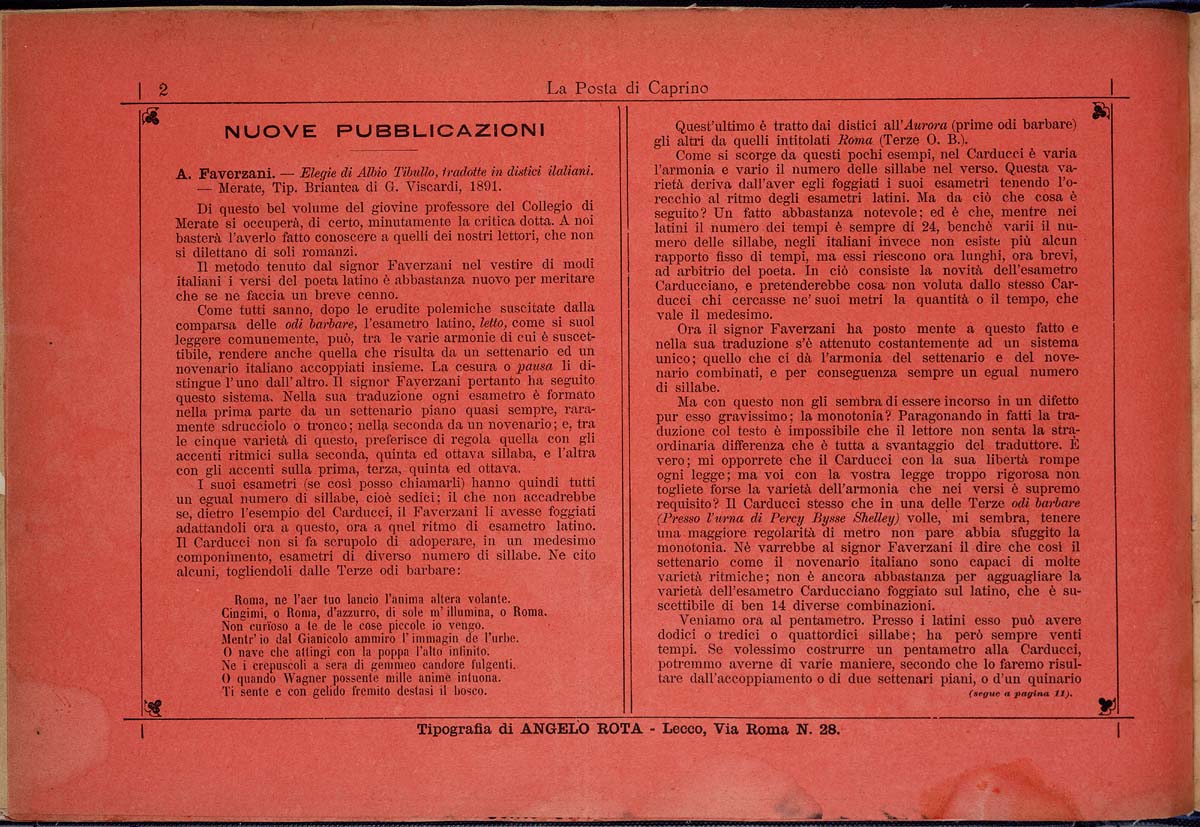 2
La Posta di Caprino
NUOVE PUBBLICAZIONI
A. Faverzani. — Elegie di Albio Tibullo, tradotte in distici italiani.
— Merate, Tip. Briantea di G. Viscardi, 1891.
Di questo bel volume del giovine professore del Collegio di
Merate si occuperà, di certo, minutamente la critica dotta. A noi
basterà l'averlo fatto conoscere a quelli dei nostri lettori, che non
si dilettano di soli romanzi.
Il metodo tenuto dal signor Faverzani nel vestire di modi
italiani i versi del poeta latino è abbastanza nuovo per meritare
che se ne faccia un breve cenno.
Come tutti sanno, dopo le erudite polemiche suscitate dalla
comparsa delle odi barbare, l'esametro latino, letto, come si suol
leggere comunemente, può, tra le varie armonie di cui è suscet-
tibile, rendere anche quella che risulta da un settenario ed un
novenario italiano accoppiati insieme. La cesura o pausa li di-
stingue l'uno dall'altro. Il signor Faverzani pertanto ha seguito
questo sistema. Nella sua traduzione ogni esametro è formato
nella prima parte da un settenario piano quasi sempre, rara-
mente sdrucciolo o tronco; nella seconda da un novenario; e, tra
le cinque varietà di questo, preferisce di regola quella con gli
accenti ritmici sulla seconda, quinta ed ottava sillaba, e l'altra
con gli accenti sulla prima, terza, quinta ed ottava.
I suoi esametri (se così posso chiamarli) hanno quindi tutti
un egual numero di sillabe, cioè sedici; il che non accadrebbe
se, dietro l'esempio del Carducci, il Faverzani li avesse foggiati
adattandoli ora a questo, ora a qnel ritmo di esametro latino.
Il Carducci non si fa scrupolo di adoperare, in un medesimo
componimento, esametri di diverso numero di sillabe. Ne cito
alcuni, togliendoli dalle Terze odi barbare:
Roma, ne l'aer tuo lancio l'anima altera volante.
Cingimi, o Roma, d'azzurro, di sole m' illumina, o Roma.
Non curioso a te de le cose piccole io vengo.
Mentr' io dal Gianicolo ammiro l' immagin de l'urbe.
O nave che attingi con la poppa l'alto infinito.
Ne i crepuscoli a sera di gemmeo candore fulgenti.
O quando Wagner possente mille anime intuona.
Ti sente e con gelido fremito destasi il bosco.
Quest'ultimo è tratto dai distici all'Aurora (prime odi barbare)
gli altri da quelli intitolati Roma (Terze O. B.).
Come si scorge da questi pochi esempi, nel Carducci è varia
l'armonia e vario il numero delle sillabe nel verso. Questa va-
rietà deriva dall'aver egli foggiati i suoi esametri tenendo l'o-
recchio al ritmo degli esametri latini. Ma da ciò che cosa è
seguito? Un fatto abbastanza notevole; ed è che, mentre nei
latini il numero dei tempi è sempre di 24, benchè varii il nu-
mero delle sillabe, negli italiani invece non esiste più alcun
rapporto fisso di tempi, ma essi riescono ora lunghi, ora brevi,
ad arbitrio del poeta. In ciò consiste la novità dell'esametro
Carducciano, e pretenderebbe cosa non voluta dallo stesso Car-
ducci chi cercasse ne' suoi metri la quantità o il tempo, che
vale il medesimo.
Ora il signor Faverzani ha posto mente a questo fatto e
nella sua traduzione s'è attenuto costantemente ad un sistema
unico; quello che ci dà l'armonia del settenario e del nove-
nario combinati, e per conseguenza sempre un egual numero
di sillabe.
Ma con questo non gli sembra di essere incorso in un difetto
pur esso gravissimo; la monotonia? Paragonando in fatti la tra-
duzione col testo è impossibile che il lettore non senta la stra-
ordinaria differenza che è tutta a svantaggio del traduttore. È
vero; mi opporrete che il Carducci con la sua libertà rompe
ogni legge; ma voi con la vostra legge troppo rigorosa non
togliete forse la varietà dell'armonia che nei versi è supremo
requisito? Il Carducci stesso che in una delle Terze odi barbare
(Presso l'urna di Percy Bysse Shelley) volle, mi sembra, tenere
una maggiore regolarità di metro non pare abbia sfuggito la
monotonia. Nè varrebbe al signor Faverzani il dire che così il
settenario come il novenario italiano sono capaci di molte
varietà ritmiche; non è ancora abbastanza per agguagliare la
varietà dell'esametro Carducciano foggiato sul latino, che è su-
scettibile di ben 14 diverse combinazioni.
Veniamo ora al pentametro. Presso i latini esso può avere
dodici o tredici o quattordici sillabe; ha però sempre venti
tempi. Se volessimo costrurre un pentametro alla Carducci,
potremmo averne di varie maniere, secondo che lo faremo risul-
tare dall'accoppiamento o di due settenari piani, o d'un quinario
(segue a pagina 11).
Tipografia di ANGELO ROTA - Lecco, Via Roma N. 28.